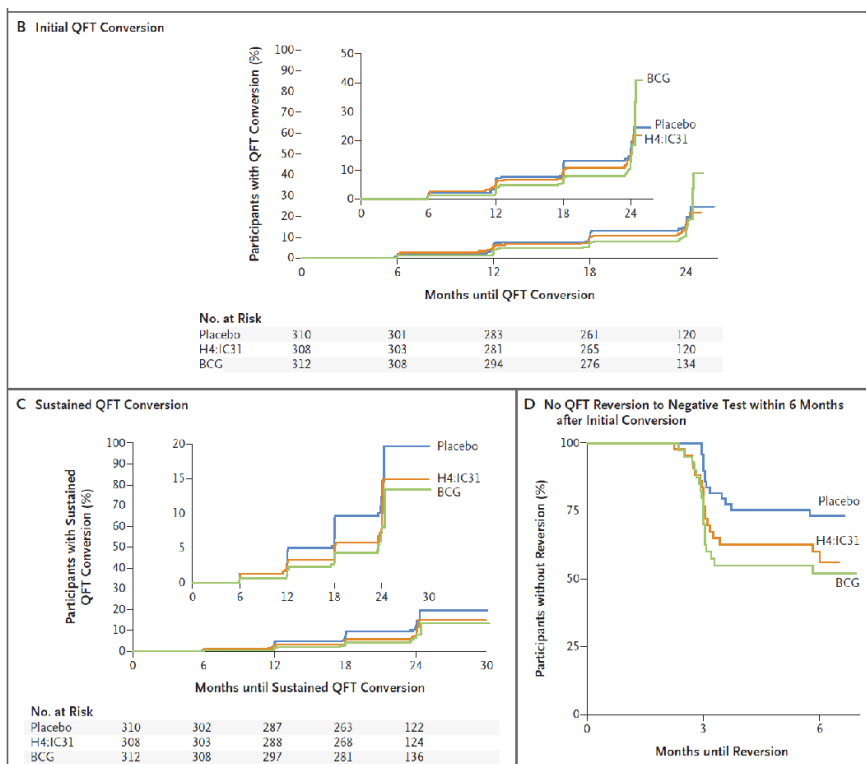 B Initial QFT Conversion
Participants with QFT Conversion (%)
100
90
80
70
60
50
40
30
20
10
0
50
40
30
20
10
0
BCG
Placebo
H4:IC31
0 6 12 18 24
0 6 12 18 24
Months until QFT Conversion
No. at Risk
Placebo 310 301 283 261 120
H4:IC31 308 303 281 265 120
BCG 312 308 294 276 134
C Sustained QFT Conversion
Participants with Sustained
QFT Conversion (%)
100
90
80
70
60
50
40
30
20
10
0
20
15
10
5
0
Placebo
H4:IC31
BCG
0 6 12 18 24 30
0 6 12 18 24 30
Months until Sustained QFT Conversion
No. at Risk
Placebo 310 302 287 263 122
H4:IC31 308 303 288 268 124
BCG 312 308 297 281 136
D No QFT Reversion to Negative Test within 6 Months
after Initial Conversion
Participants without Reversion (%)
100
75
50
25
0
Placebo
H4:IC31
BCG
0 3 6
Months until Reversion